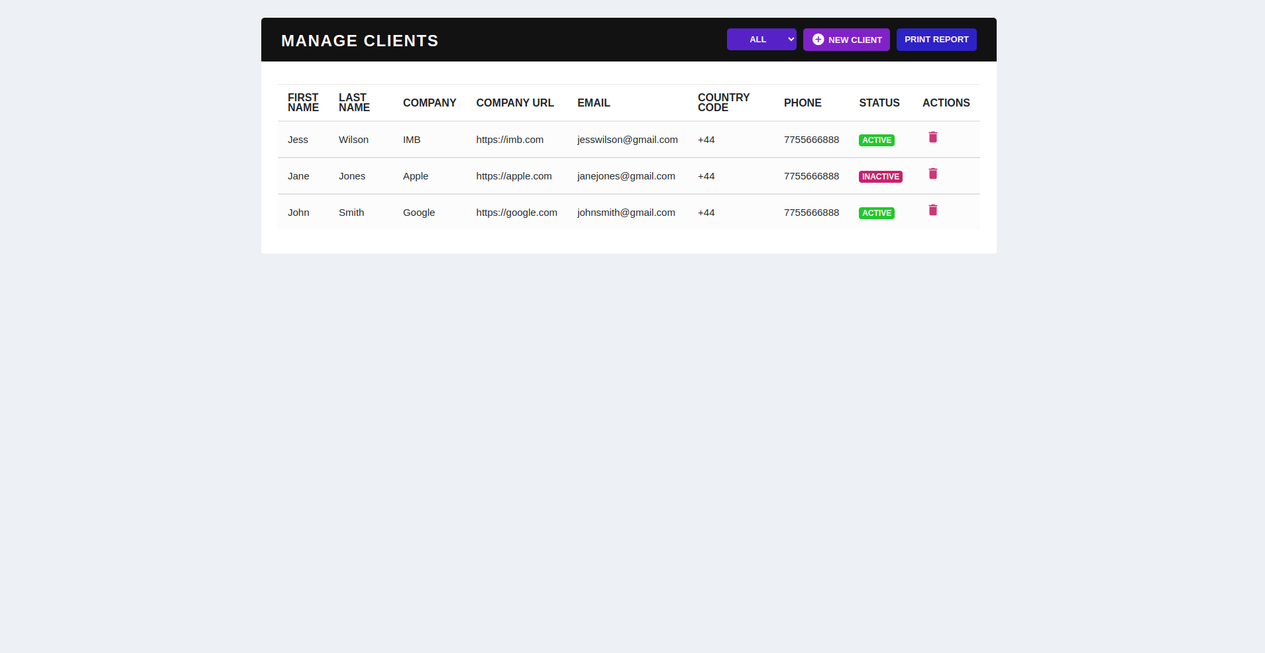 MANAGE CLIENTS ALL NEW CLIENT PRINT REPORT
FIRST NAME LAST NAME COMPANY COMPANY URL EMAIL COUNTRY CODE PHONE STATUS ACTIONS
Jess Wilson IMB https://imb.com jesswilson@gmail.com +44 7755666888 ACTIVE
Jane Jones Apple https://apple.com janejones@gmail.com +44 7755666888 INACTIVE
John Smith Google https://google.com johnsmith@gmail.com +44 7755666888 ACTIVE